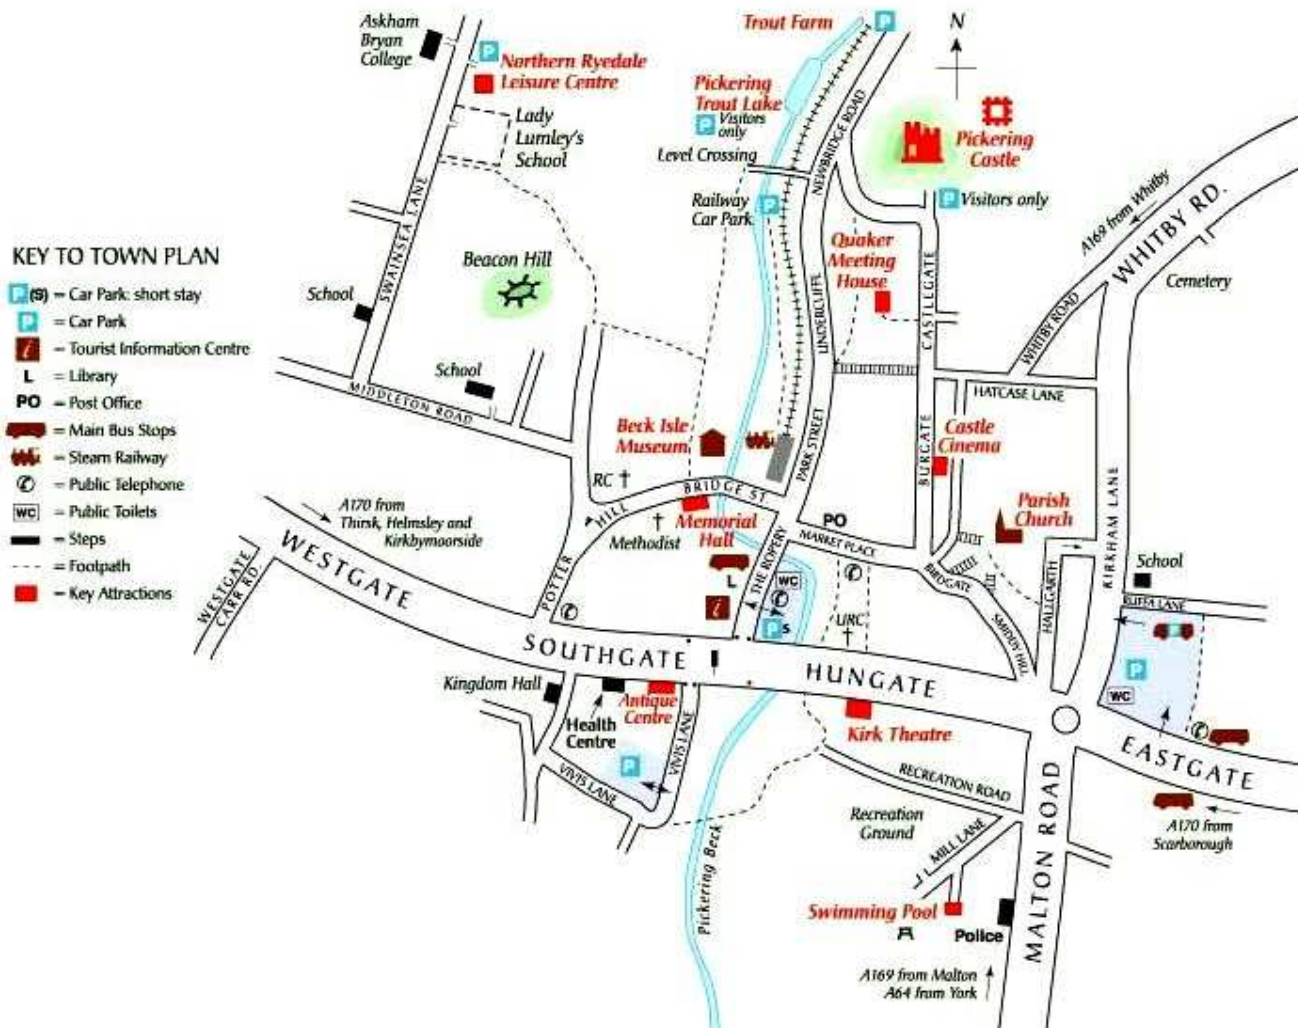 Askham
Bryan
College
P
Northern Ryedale
Leisure Centre
Lady
Lumley's
School
Trout Farm
P
N
Pickering
Trout Lake
P Visitors
only
Level Crossing
NEWBRIDGE ROAD
Pickering
Castle
P Visitors only
Railway
Car Park
P
A169 from Whitby
WHITBY RD.
Cemetery
SWAINSEA LANE
Beacon Hill
School
School
MIDDLETON ROAD
Quaker
Meeting
House
UNDERCLIFFE
CASTLEGATE
WHITBY ROAD
HATCASE LANE
KEY TO TOWN PLAN
P (S) = Car Park: short stay
P = Car Park
i = Tourist Information Centre
L = Library
PO = Post Office
= Main Bus Stops
= Steam Railway
= Public Telephone
WC = Public Toilets
= Steps
= Footpath
= Key Attractions
Beck Isle
Museum
PARK STREET
BURGATE
Castle
Cinema
Parish
Church
KIRKHAM LANE
RC
BRIDGE ST
POTTER HILL
Methodist
Memorial
Hall
PO
MARKET PLACE
THE ROPERY
BIRDGATE
SMIDDY HILL
HALLGARTH
School
RUFFA LANE
A170 from
Thirsk, Helmsley and
Kirkbymoorside
WESTGATE
WESTGATE
CARR RD.
L
i
WC
P s
URC
SOUTHGATE
HUNGATE
P
P
WC
EASTGATE
Kingdom Hall
Health
Centre
Antique
Centre
P
VIVIS LANE
VIVIS LANE
Kirk Theatre
RECREATION ROAD
Recreation
Ground
MILL LANE
MALTON ROAD
A170 from
Scarborough
Pickering Beck
Swimming Pool
Police
A169 from Malton
A64 from York